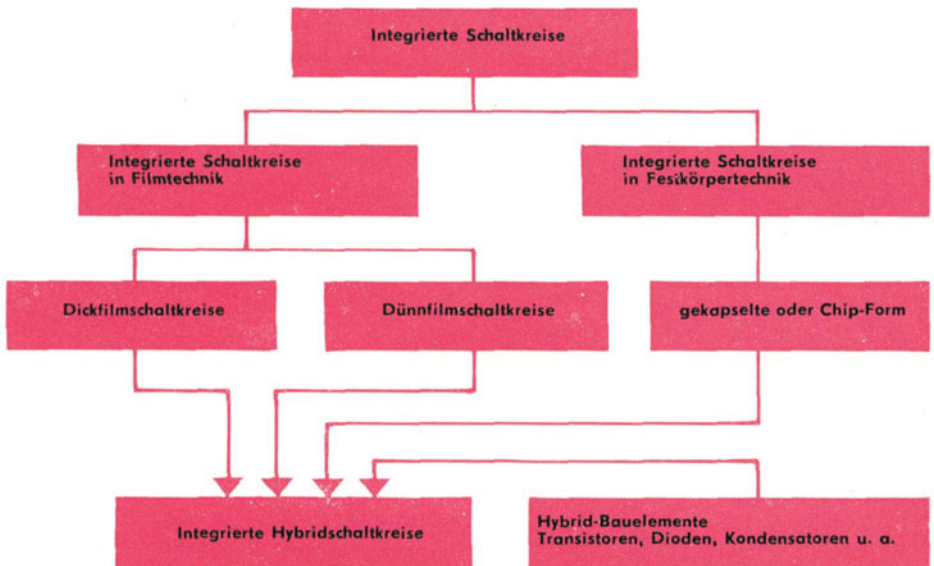 Integrierte Schaltkreise
Integrierte Schaltkreise
in Filmtechnik
Integrierte Schaltkreise
in Festkörpertechnik
Dickfilmschaltkreise
Dünnfilmschaltkreise
gekapselte oder Chip-Form
Integrierte Hybridschaltkreise
Hybrid-Bauelemente
Transistoren, Dioden, Kondensatoren u. a.